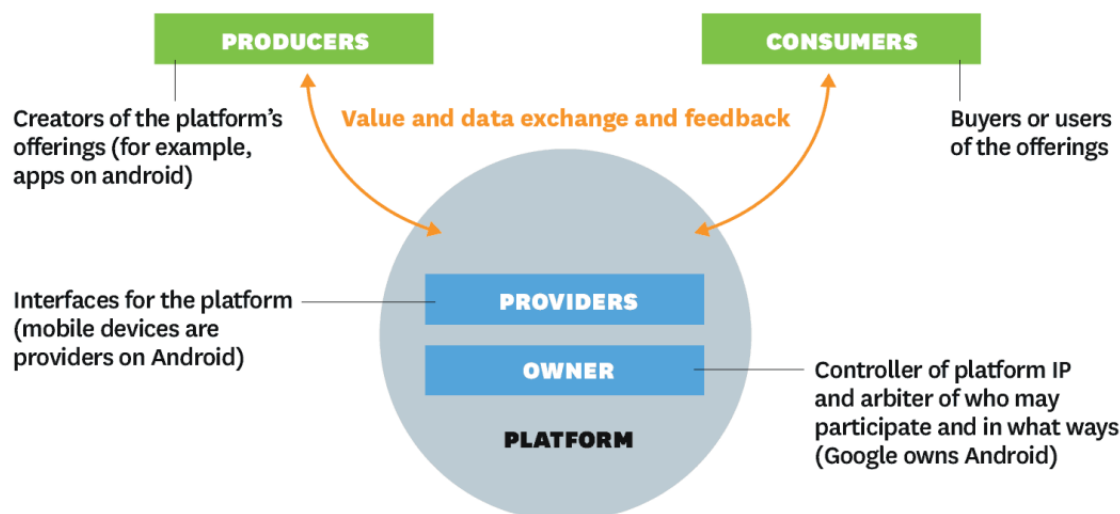 PRODUCERS
CONSUMERS
Creators of the platform's
offerings (for example,
apps on android)
Value and data exchange and feedback
Buyers or users
of the offerings
Interfaces for the platform
(mobile devices are
providers on Android)
PROVIDERS
OWNER
Controller of platform IP
and arbiter of who may
participate and in what ways
(Google owns Android)
PLATFORM